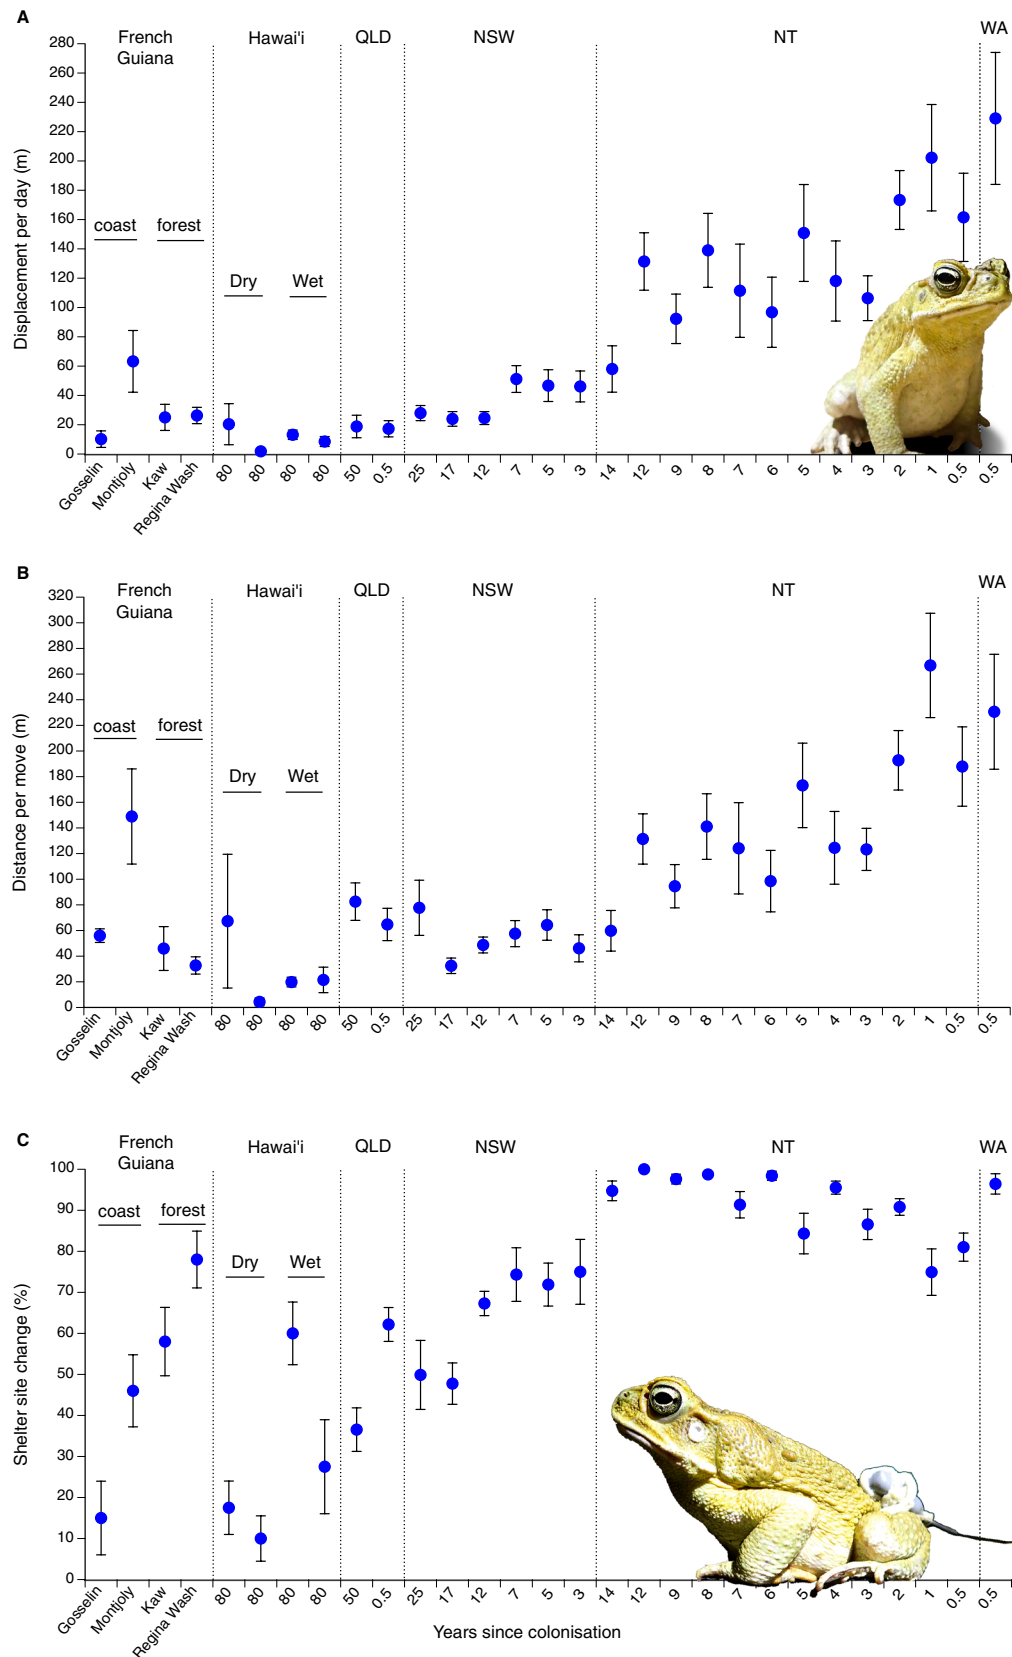 A
French
Guiana
Hawai'i
QLD
NSW
NT
WA
280
260
240
220
200
180
160
140
120
100
80
60
40
20
0
Displacement per day (m)
coast
forest
Dry
Wet
Gosselin
Montjoly
Kaw
Regina Wash
80
80
80
80
50
0.5
25
17
12
7
5
3
14
12
9
8
7
6
5
4
3
2
1
0.5
0.5
B
French
Guiana
Hawai'i
QLD
NSW
NT
WA
320
300
280
260
240
220
200
180
160
140
120
100
80
60
40
20
0
Distance per move (m)
coast
forest
Dry
Wet
Gosselin
Montjoly
Kaw
Regina Wash
80
80
80
80
50
0.5
25
17
12
7
5
3
14
12
9
8
7
6
5
4
3
2
1
0.5
0.5
C
French
Guiana
Hawai'i
QLD
NSW
NT
WA
100
90
80
70
60
50
40
30
20
10
0
Shelter site change (%)
coast
forest
Dry
Wet
Gosselin
Montjoly
Kaw
Regina Wash
80
80
80
80
50
0.5
25
17
12
7
5
3
14
12
9
8
7
6
5
4
3
2
1
0.5
0.5
Years since colonisation